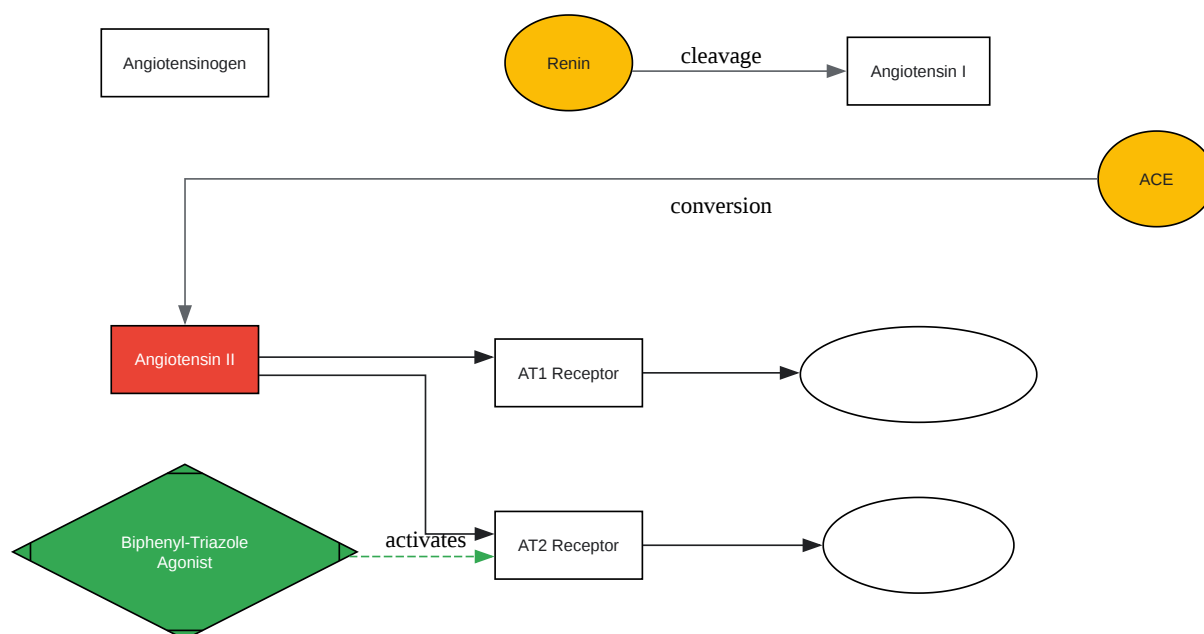 Angiotensinogen
Renin
cleavage
Angiotensin I
ACE
conversion
Angiotensin II
AT1 Receptor
Biphenyl-Triazole
Agonist
activates
AT2 Receptor